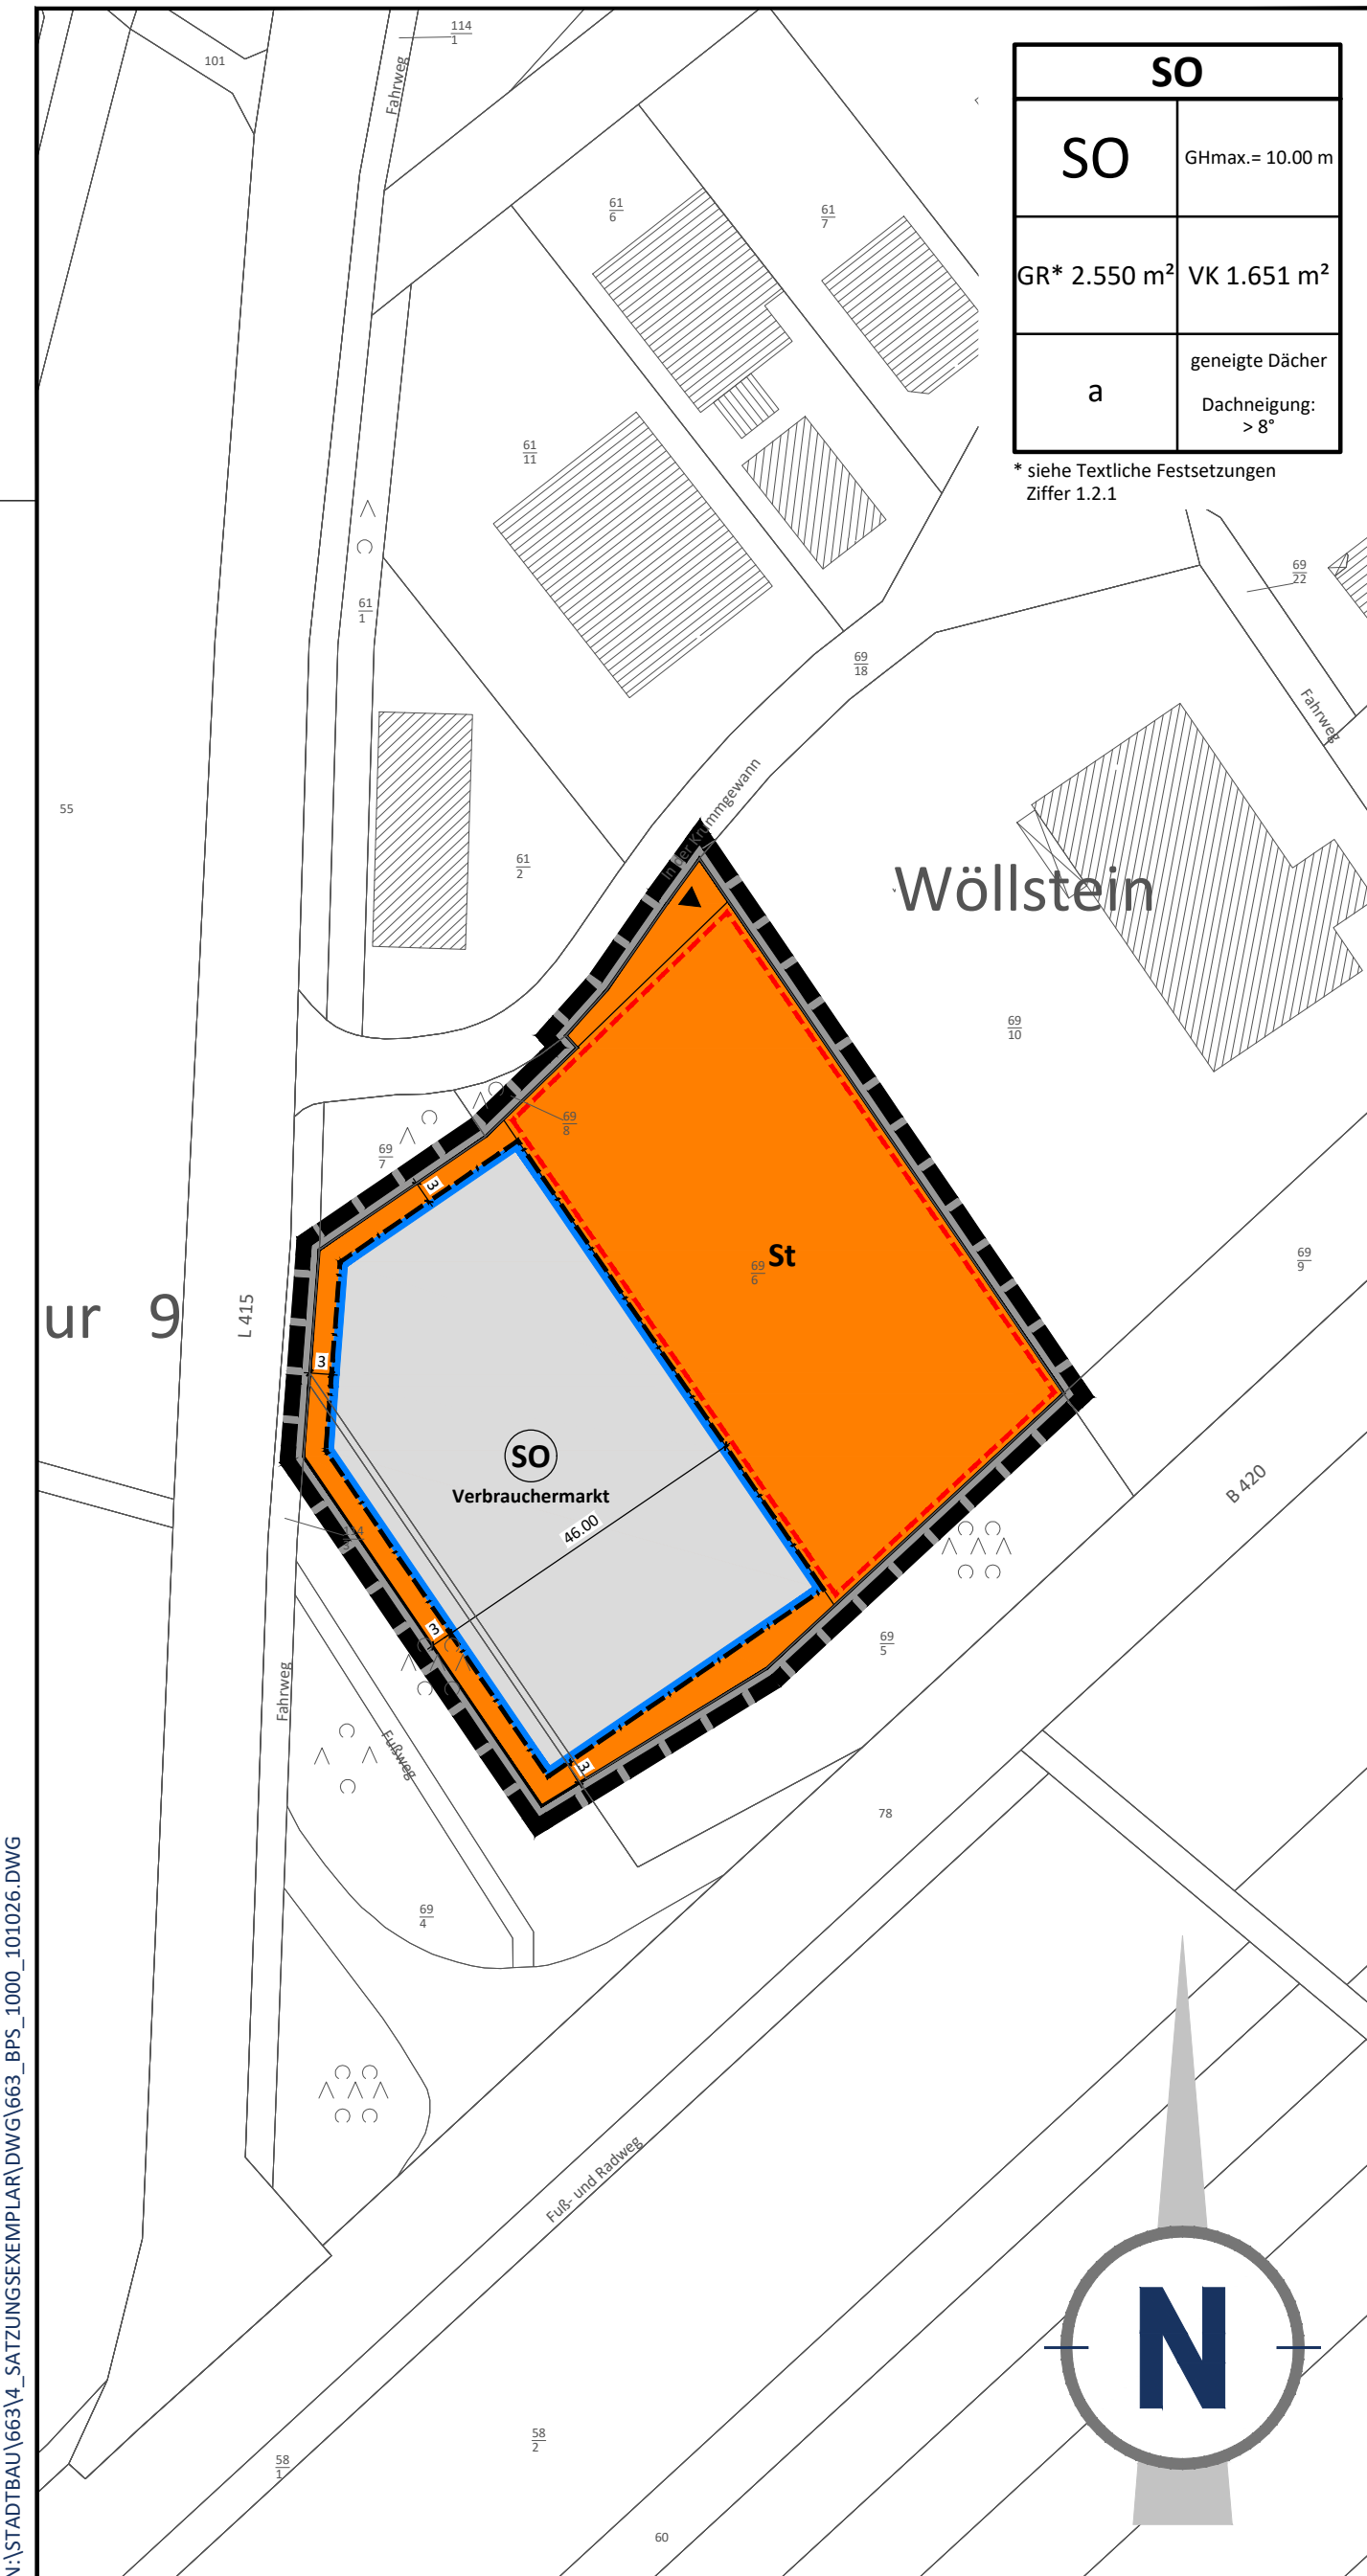 SO
SO
GHmax.= 10.00 m
GR* 2.550 m²
VK 1.651 m²
a
geneigte Dächer
Dachneigung:
> 8°
* siehe Textliche Festsetzungen
Ziffer 1.2.1
101
114
1
Fahrweg
61
6
61
7
61
11
61
1
69
22
69
18
Fahrweg
55
61
2
In der Krummgewann
Wöllstein
69
10
69
8
69
7
3
St
69
6
69
9
ur 9
L 415
3
SO
Verbrauchermarkt
46.00
B 420
3
69
5
Fahrweg
Fußweg
3
78
69
4
Fuß- und Radweg
N
58
2
58
1
60
N:\STADTBAU\663\4_SATZUNGSEXEMPLAR\DWG\663_BPS_1000_101026.DWG